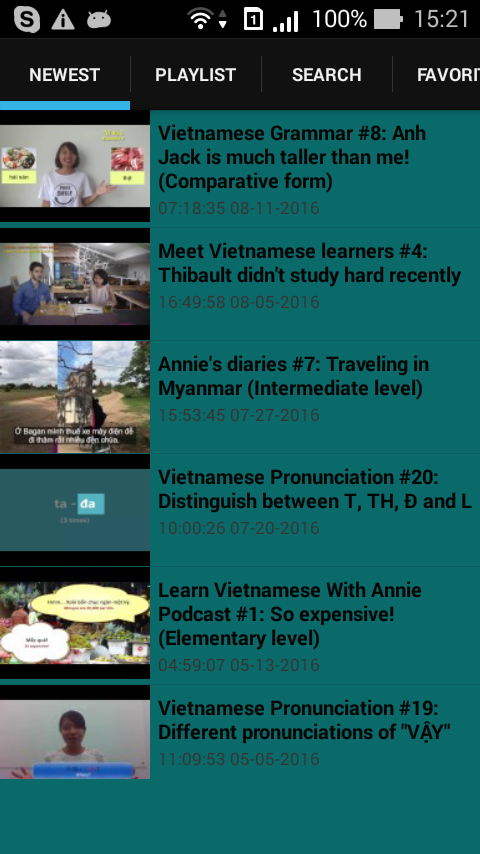 100% 15:21
NEWEST PLAYLIST SEARCH FAVORI
Vietnamese Grammar #8: Anh
Jack is much taller than me!
(Comparative form)
07:18:35 08-11-2016
hải sản
thịt
Meet Vietnamese learners #4:
Thibault didn't study hard recently
16:49:58 08-05-2016
Annie's diaries #7: Traveling in
Myanmar (Intermediate level)
15:53:45 07-27-2016
Ở Bagan mình thuê xe máy điện để
đi thăm rất nhiều đền chùa.
Vietnamese Pronunciation #20:
Distinguish between T, TH, Đ and L
10:00:26 07-20-2016
ta - đa
(3 times)
Learn Vietnamese With Annie
Podcast #1: So expensive!
(Elementary level)
04:59:07 05-13-2016
Mắc quá!
Vietnamese Pronunciation #19:
Different pronunciations of "VẬY"
11:09:53 05-05-2016